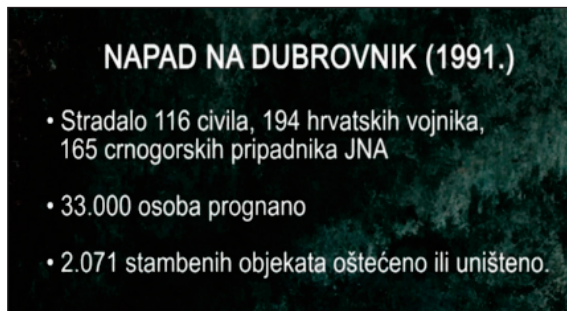 NAPAD NA DUBROVNIK (1991.)
• Stradalo 116 civila, 194 hrvatskih vojnika,
165 crnogorskih pripadnika JNA
• 33.000 osoba prognano
• 2.071 stambenih objekata oštećeno ili uništeno.